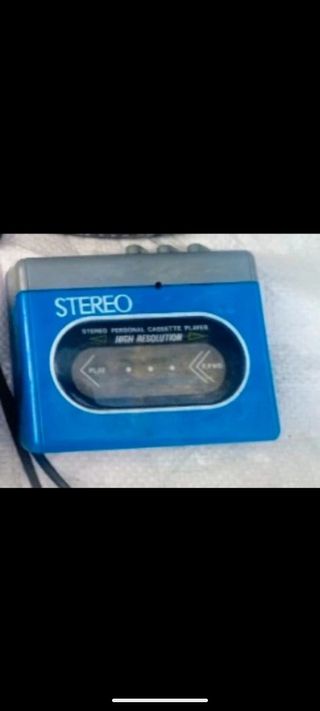 STEREO
STEREO PERSONAL CASSETTE PLAYER
HIGH RESOLUTION
PLAY F.FWD